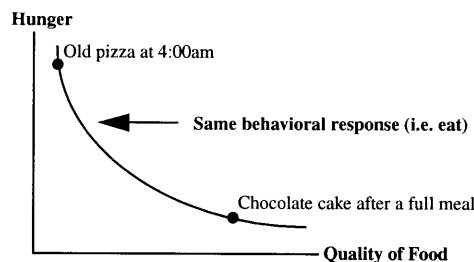 Hunger
Old pizza at 4:00am
Same behavioral response (i.e. eat)
Chocolate cake after a full meal
Quality of Food